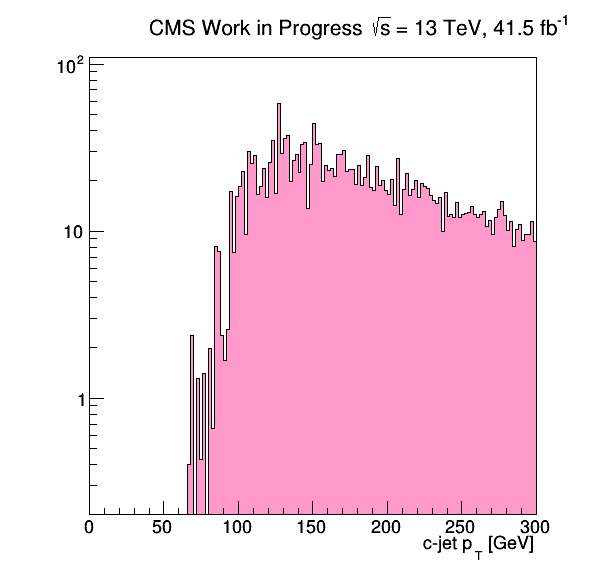 CMS Work in Progress √s = 13 TeV, 41.5 fb⁻¹
10²
10
1
0 50 100 150 200 250 300
c-jet p_T [GeV]